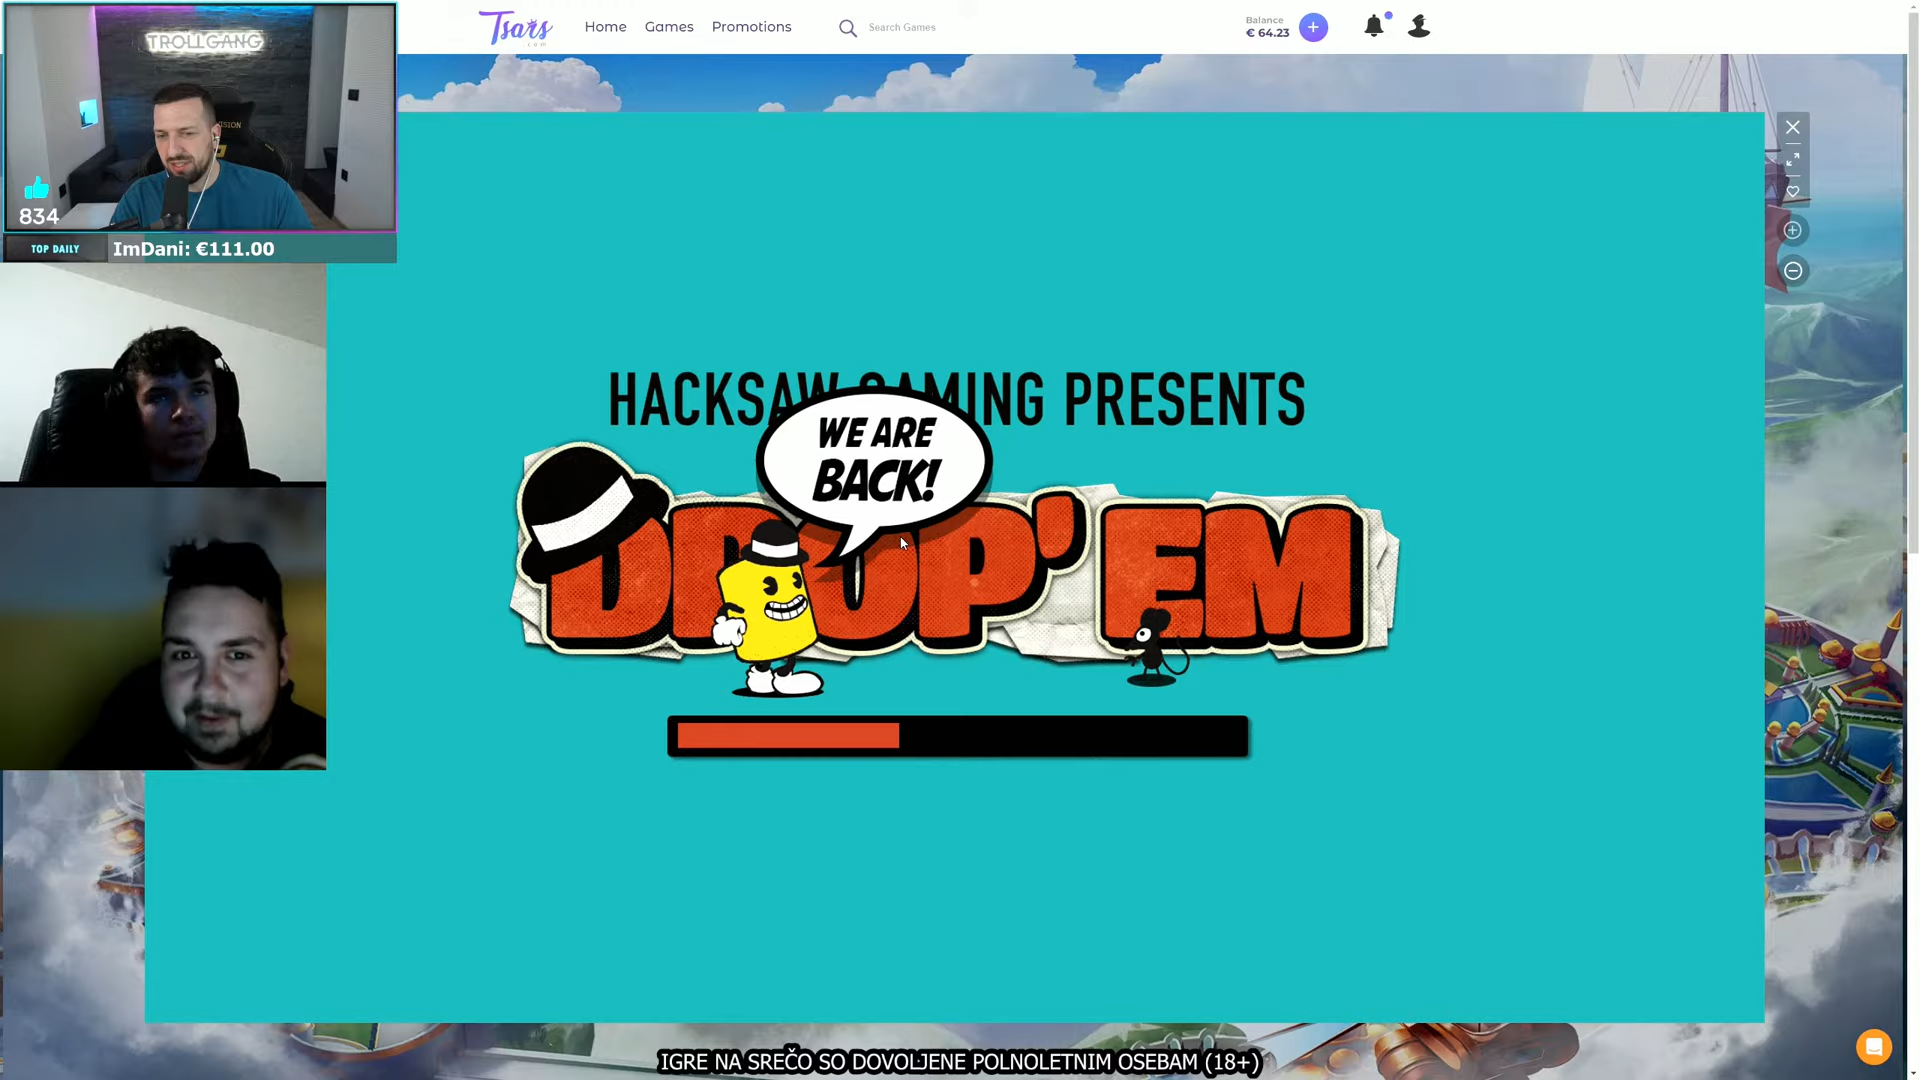 Tsars
.com
Home Games Promotions
Search Games
Balance
€ 64.23
TROLLGANG
834
TOP DAILY
ImDani: €111.00
HACKSAW GAMING PRESENTS
WE ARE
BACK!
DROP' EM
IGRE NA SREČO SO DOVOLJENE POLNOLETNIM OSEBAM (18+)